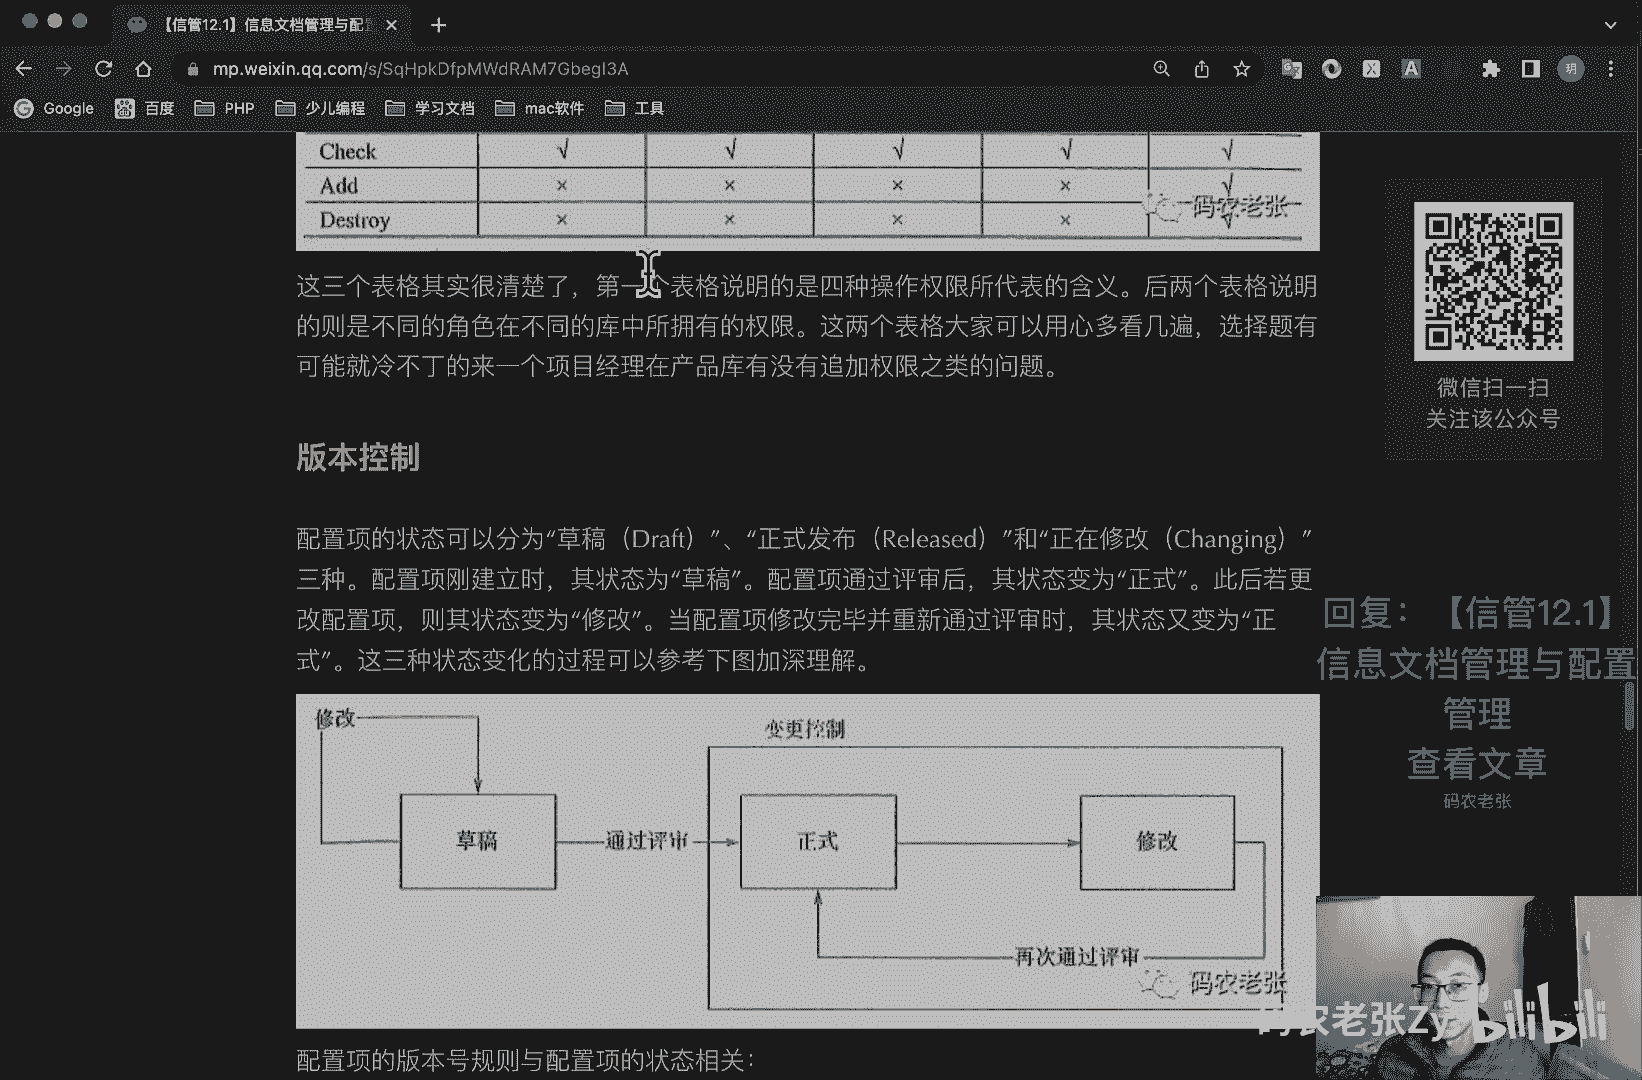 【信管12.1】信息文档管理与配
mp.weixin.qq.com/s/SqHpkDfpMWdRAM7GbegI3A
Google 百度 PHP 少儿编程 学习文档 mac软件 工具
Check √ √ √ √ √
Add × × × × √
Destroy × × × × √
码农老张
这三个表格其实很清楚了，第一个表格说明的是四种操作权限所代表的含义。后两个表格说明
的则是不同的角色在不同的库中所拥有的权限。这两个表格大家可以用心多看几遍，选择题有
可能就冷不丁的来一个项目经理在产品库有没有追加权限之类的问题。
版本控制
配置项的状态可以分为“草稿（Draft）”、“正式发布（Released）”和“正在修改（Changing）”
三种。配置项刚建立时，其状态为“草稿”。配置项通过评审后，其状态变为“正式”。此后若更
改配置项，则其状态变为“修改”。当配置项修改完毕并重新通过评审时，其状态又变为“正
式”。这三种状态变化的过程可以参考下图加深理解。
修改
变更控制
草稿 通过评审 正式 修改
再次通过评审
码农老张
配置项的版本号规则与配置项的状态相关：
微信扫一扫
关注该公众号
回复：【信管12.1】
信息文档管理与配置
管理
查看文章
码农老张
码农老张Zy
bilibili
玥
X
A